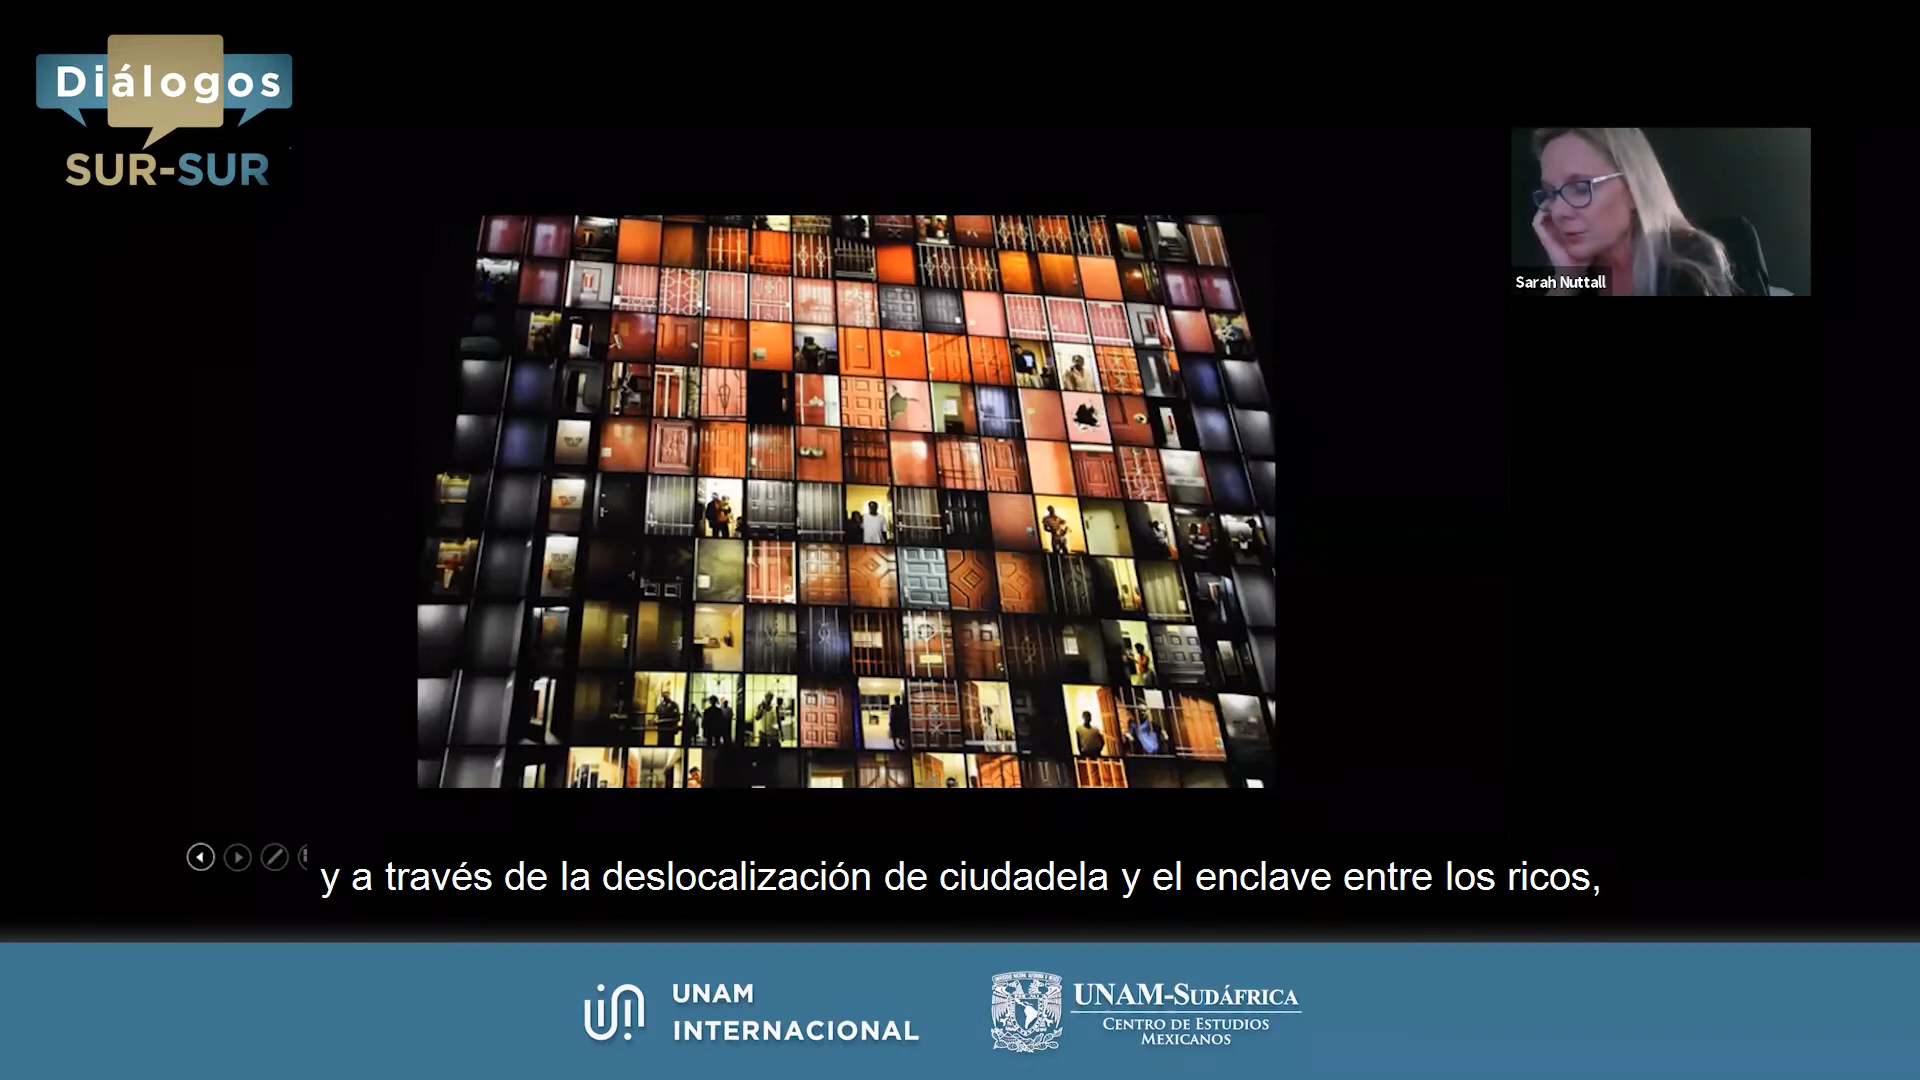 Diálogos
SUR-SUR
Sarah Nuttall
y a través de la deslocalización de ciudadela y el enclave entre los ricos,
UNAM
INTERNACIONAL
UNAM-SUDÁFRICA
CENTRO DE ESTUDIOS
MEXICANOS